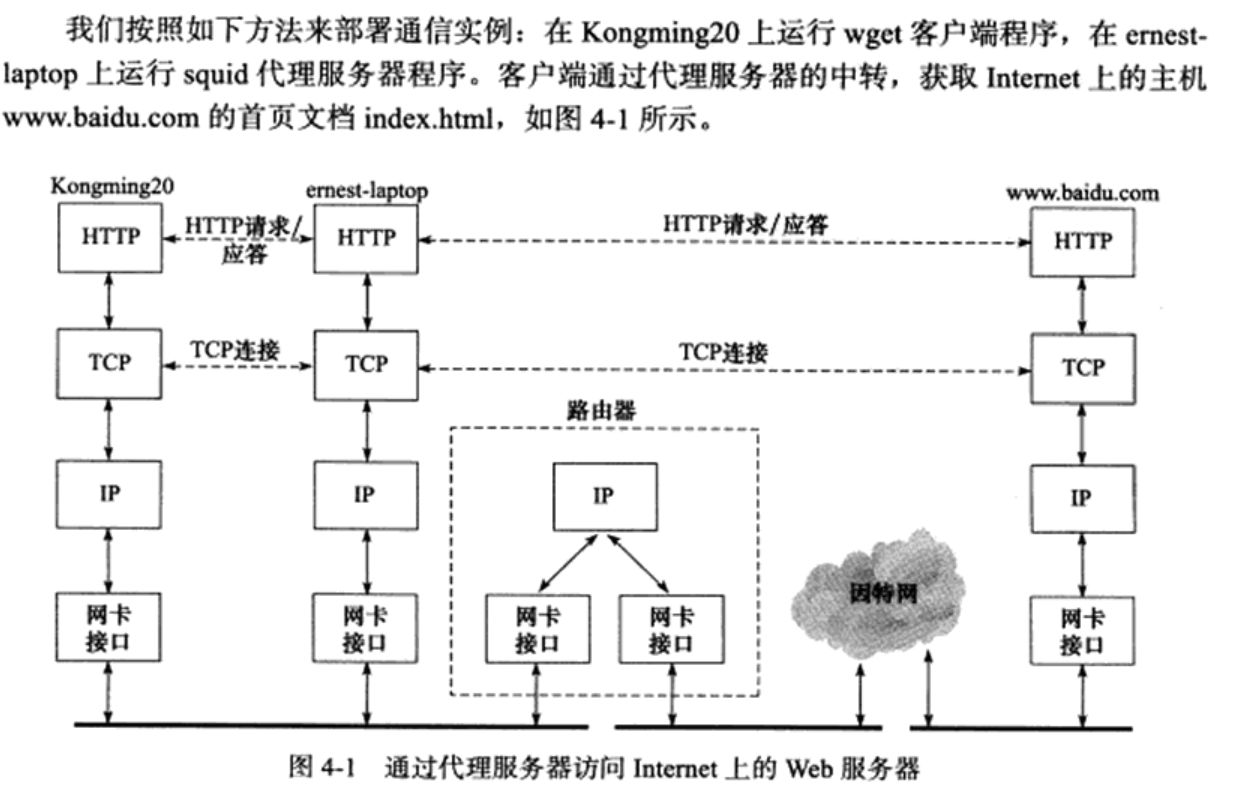 我们按照如下方法来部署通信实例：在 Kongming20 上运行 wget 客户端程序，在 ernest-
laptop 上运行 squid 代理服务器程序。客户端通过代理服务器的中转，获取 Internet 上的主机
www.baidu.com 的首页文档 index.html，如图 4-1 所示。
Kongming20
ernest-laptop
www.baidu.com
HTTP
HTTP请求/
应答
HTTP
HTTP请求/应答
HTTP
TCP
TCP连接
TCP
TCP连接
TCP
路由器
IP
IP
IP
IP
因特网
网卡
接口
网卡
接口
网卡
接口
网卡
接口
网卡
接口
图 4-1 通过代理服务器访问 Internet 上的 Web 服务器